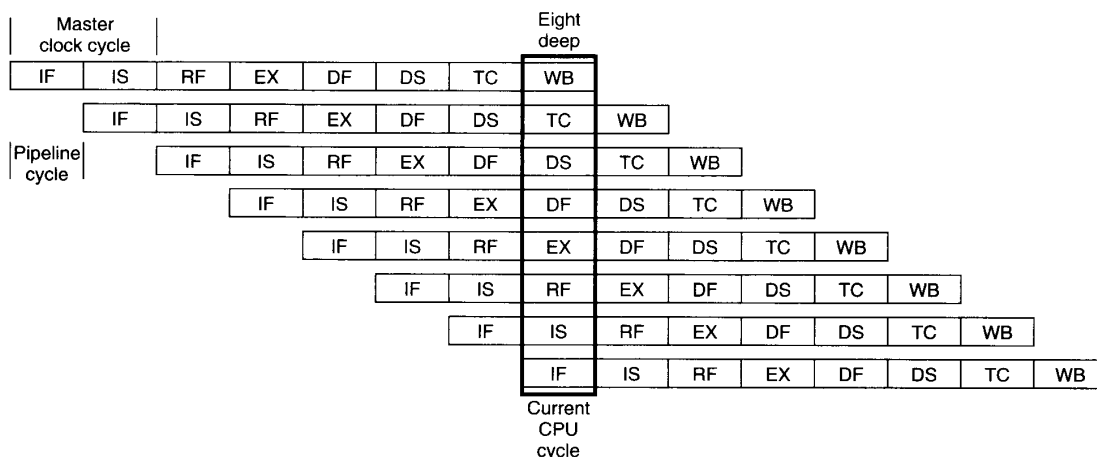 Master
clock cycle
Eight
deep
IF IS RF EX DF DS TC WB
IF IS RF EX DF DS TC WB
Pipeline
cycle
IF IS RF EX DF DS TC WB
IF IS RF EX DF DS TC WB
IF IS RF EX DF DS TC WB
IF IS RF EX DF DS TC WB
IF IS RF EX DF DS TC WB
IF IS RF EX DF DS TC WB
Current
CPU
cycle